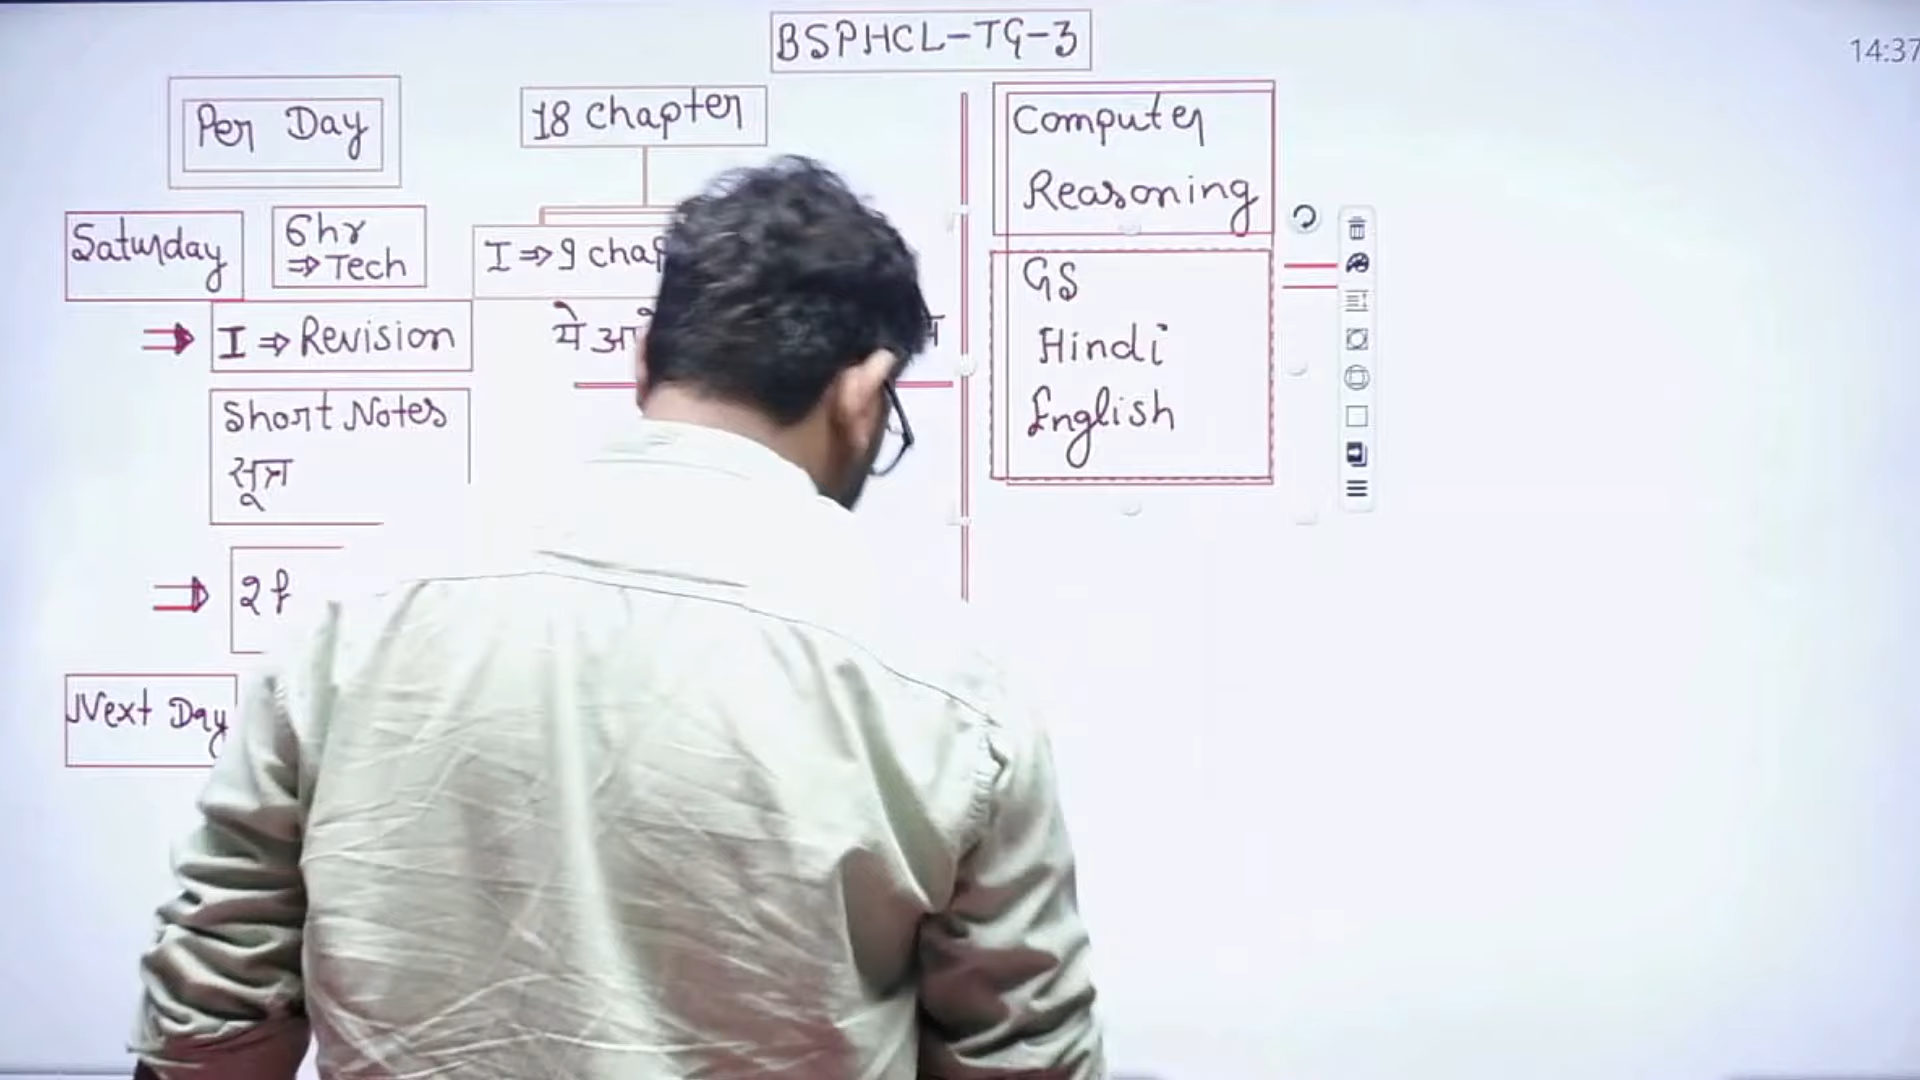 BSPHCL-TG-3
14:37
Per Day
18 chapter
Computer
Reasoning
Saturday
6hr
⇒ Tech
I ⇒ 9
GS
Hindi
English
I ⇒ Revision
ये
Short Notes
सूत्र
Next Day